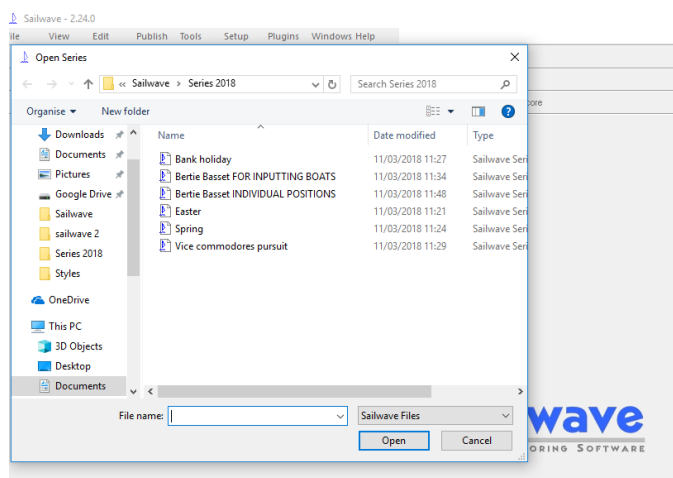 Sailwave - 2.24.0
ile View Edit Publish Tools Setup Plugins Windows Help
Open Series
« Sailwave > Series 2018 Search Series 2018
Organise New folder
core
Downloads
Documents
Pictures
Google Drive
Sailwave
sailwave 2
Series 2018
Styles
OneDrive
This PC
3D Objects
Desktop
Documents
Name Date modified Type
Bank holiday 11/03/2018 11:27 Sailwave Seri
Bertie Basset FOR INPUTTING BOATS 11/03/2018 11:34 Sailwave Seri
Bertie Basset INDIVIDUAL POSITIONS 11/03/2018 11:48 Sailwave Seri
Easter 11/03/2018 11:21 Sailwave Seri
Spring 11/03/2018 11:24 Sailwave Seri
Vice commodores pursuit 11/03/2018 11:29 Sailwave Seri
File name: Sailwave Files
Open Cancel
wave
ORING SOFTWARE